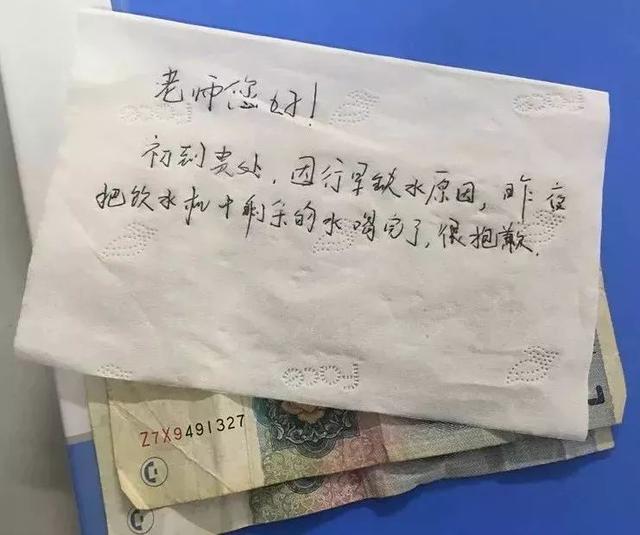 老师您好！
初到贵处，因行军缺水原因，昨夜
把饮水机中剩余的水喝完了，很抱歉.
Z7X9491327